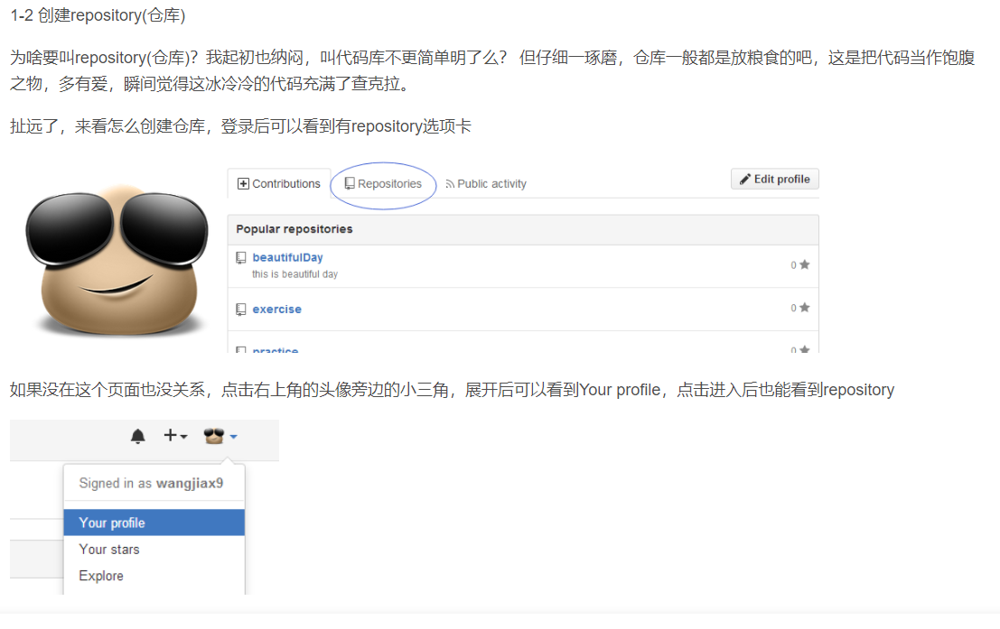 1-2 创建repository(仓库)
为啥要叫repository(仓库)？我起初也纳闷，叫代码库不更简单明了么？ 但仔细一琢磨，仓库一般都是放粮食的吧，这是把代码当作饱腹
之物，多有爱，瞬间觉得这冰冷冷的代码充满了查克拉。
扯远了，来看怎么创建仓库，登录后可以看到有repository选项卡
Contributions Repositories Public activity Edit profile
Popular repositories
beautifulDay
this is beautiful day
0
exercise 0
practice 0
如果没在这个页面也没关系，点击右上角的头像旁边的小三角，展开后可以看到Your profile，点击进入后也能看到repository
Signed in as wangjiax9
Your profile
Your stars
Explore